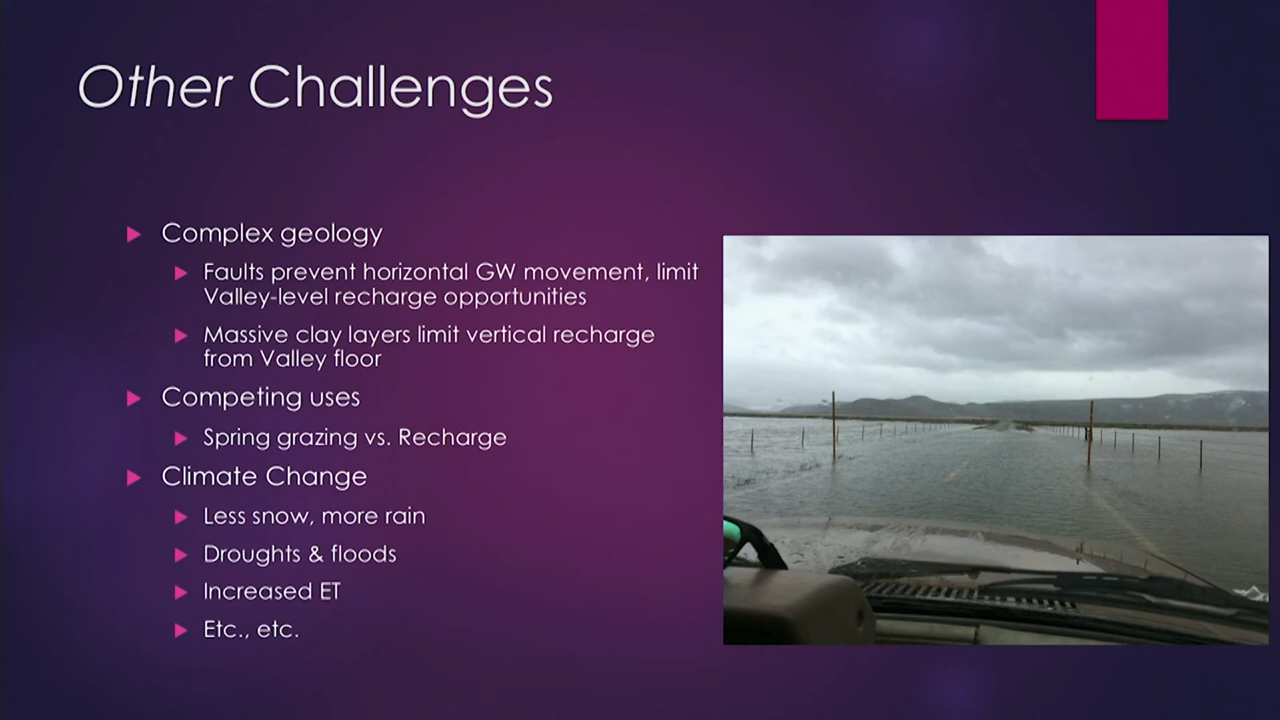 Other Challenges
Complex geology
Faults prevent horizontal GW movement, limit
Valley-level recharge opportunities
Massive clay layers limit vertical recharge
from Valley floor
Competing uses
Spring grazing vs. Recharge
Climate Change
Less snow, more rain
Droughts & floods
Increased ET
Etc., etc.